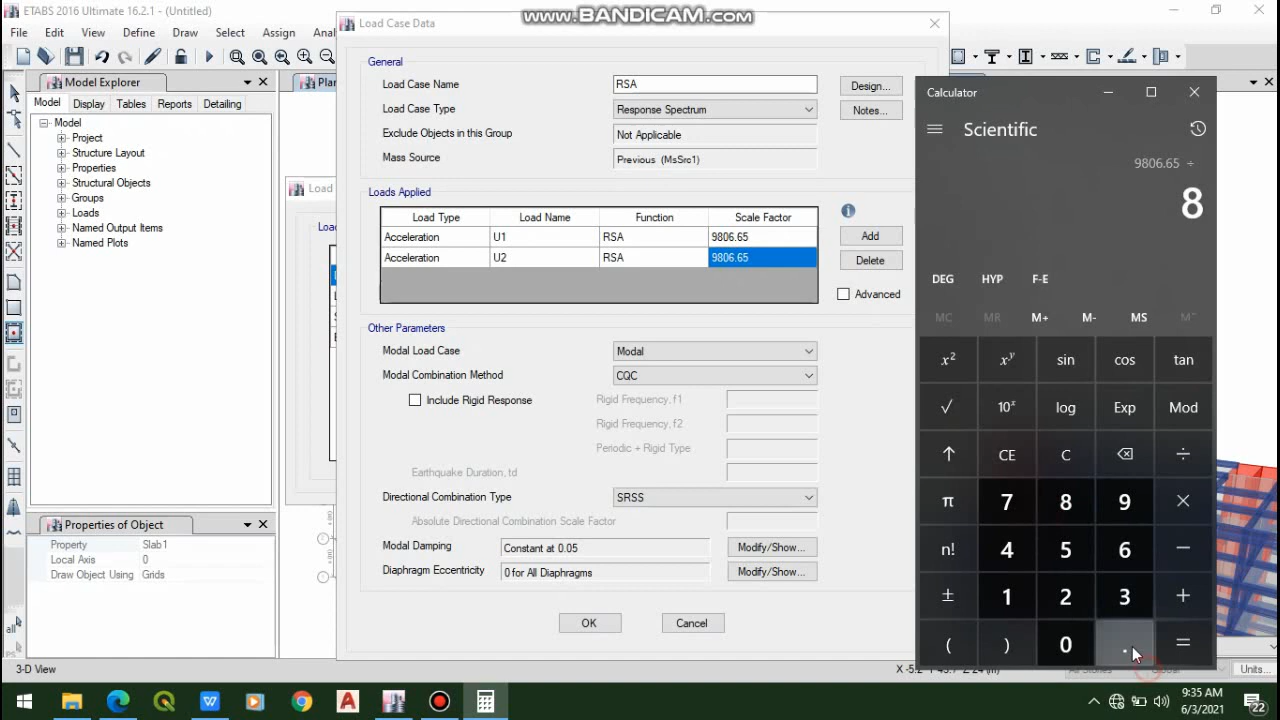 ETABS 2016 Ultimate 16.2.1 - (Untitled)
www.BANDICAM.com
File Edit View Define Draw Select Assign
Model Explorer
Model Display Tables Reports Detailing
Model
Project
Structure Layout
Properties
Structural Objects
Groups
Loads
Named Output Items
Named Plots
Properties of Object
Property Slab1
Local Axis 0
Draw Object Using Grids
all
3-D View
Load Case Data
General
Load Case Name RSA Design...
Load Case Type Response Spectrum Notes...
Exclude Objects in this Group Not Applicable
Mass Source Previous (MsSrc1)
Loads Applied
Load Type Load Name Function Scale Factor
Acceleration U1 RSA 9806.65 Add
Acceleration U2 RSA 9806.65 Delete
Advanced
Other Parameters
Modal Load Case Modal
Modal Combination Method CQC
Include Rigid Response Rigid Frequency, f1
Rigid Frequency, f2
Periodic + Rigid Type
Earthquake Duration, td
Directional Combination Type SRSS
Absolute Directional Combination Scale Factor
Modal Damping Constant at 0.05 Modify/Show...
Diaphragm Eccentricity 0 for All Diaphragms Modify/Show...
OK Cancel
Calculator
Scientific
9806.65 ÷
8
DEG HYP F-E
MC MR M+ M- MS M˅
x² xʸ sin cos tan
√ 10ˣ log Exp Mod
↑ CE C ⌫ ÷
π 7 8 9 ×
n! 4 5 6 −
± 1 2 3 +
( ) 0 . =
Units...
9:35 AM
6/3/2021
22